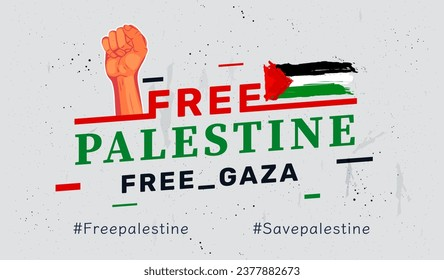 FREE
PALESTINE
FREE_GAZA
#Freepalestine #Savepalestine
shutterstock.com · 2377882673